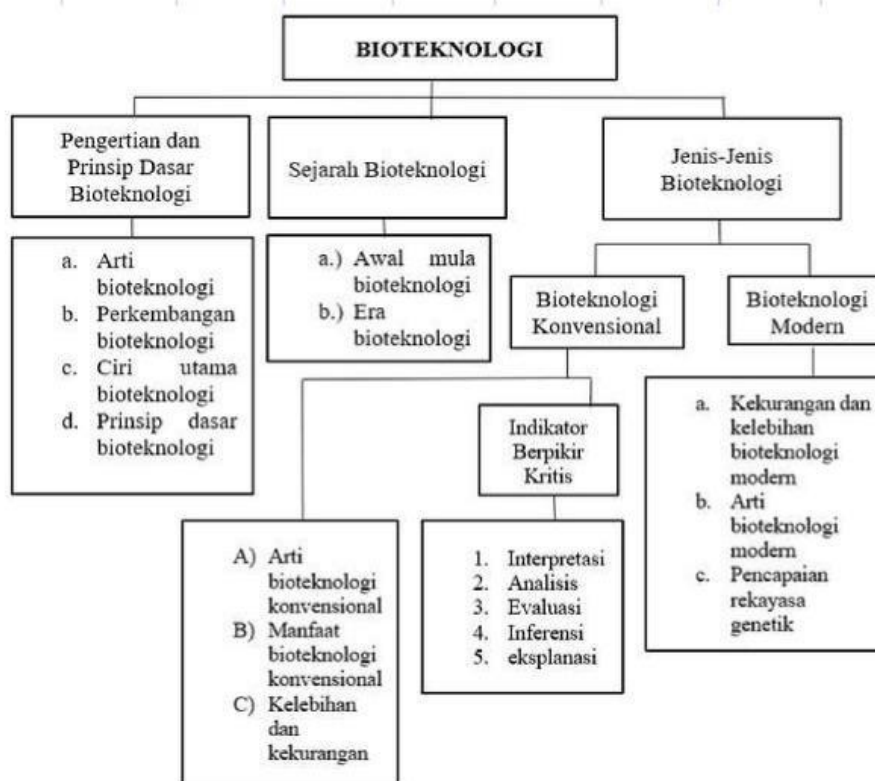 BIOTEKNOLOGI
Pengertian dan
Prinsip Dasar
Bioteknologi
Sejarah Bioteknologi
Jenis-Jenis
Bioteknologi
a. Arti
bioteknologi
b. Perkembangan
bioteknologi
c. Ciri utama
bioteknologi
d. Prinsip dasar
bioteknologi
a.) Awal mula
bioteknologi
b.) Era
bioteknologi
Bioteknologi
Konvensional
Bioteknologi
Modern
Indikator
Berpikir
Kritis
A) Arti
bioteknologi
konvensional
B) Manfaat
bioteknologi
konvensional
C) Kelebihan
dan
kekurangan
1. Interpretasi
2. Analisis
3. Evaluasi
4. Inferensi
5. eksplanasi
a. Kekurangan dan
kelebihan
bioteknologi
modern
b. Arti
bioteknologi
modern
c. Pencapaian
rekayasa
genetik